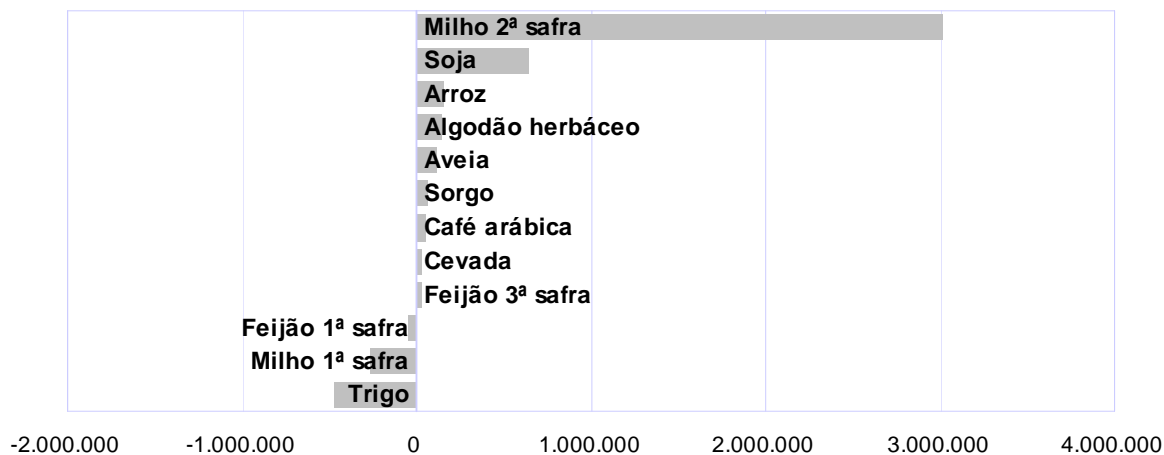 Milho 2ª safra
Soja
Arroz
Algodão herbáceo
Aveia
Sorgo
Café arábica
Cevada
Feijão 3ª safra
Feijão 1ª safra
Milho 1ª safra
Trigo
-2.000.000 -1.000.000 0 1.000.000 2.000.000 3.000.000 4.000.000